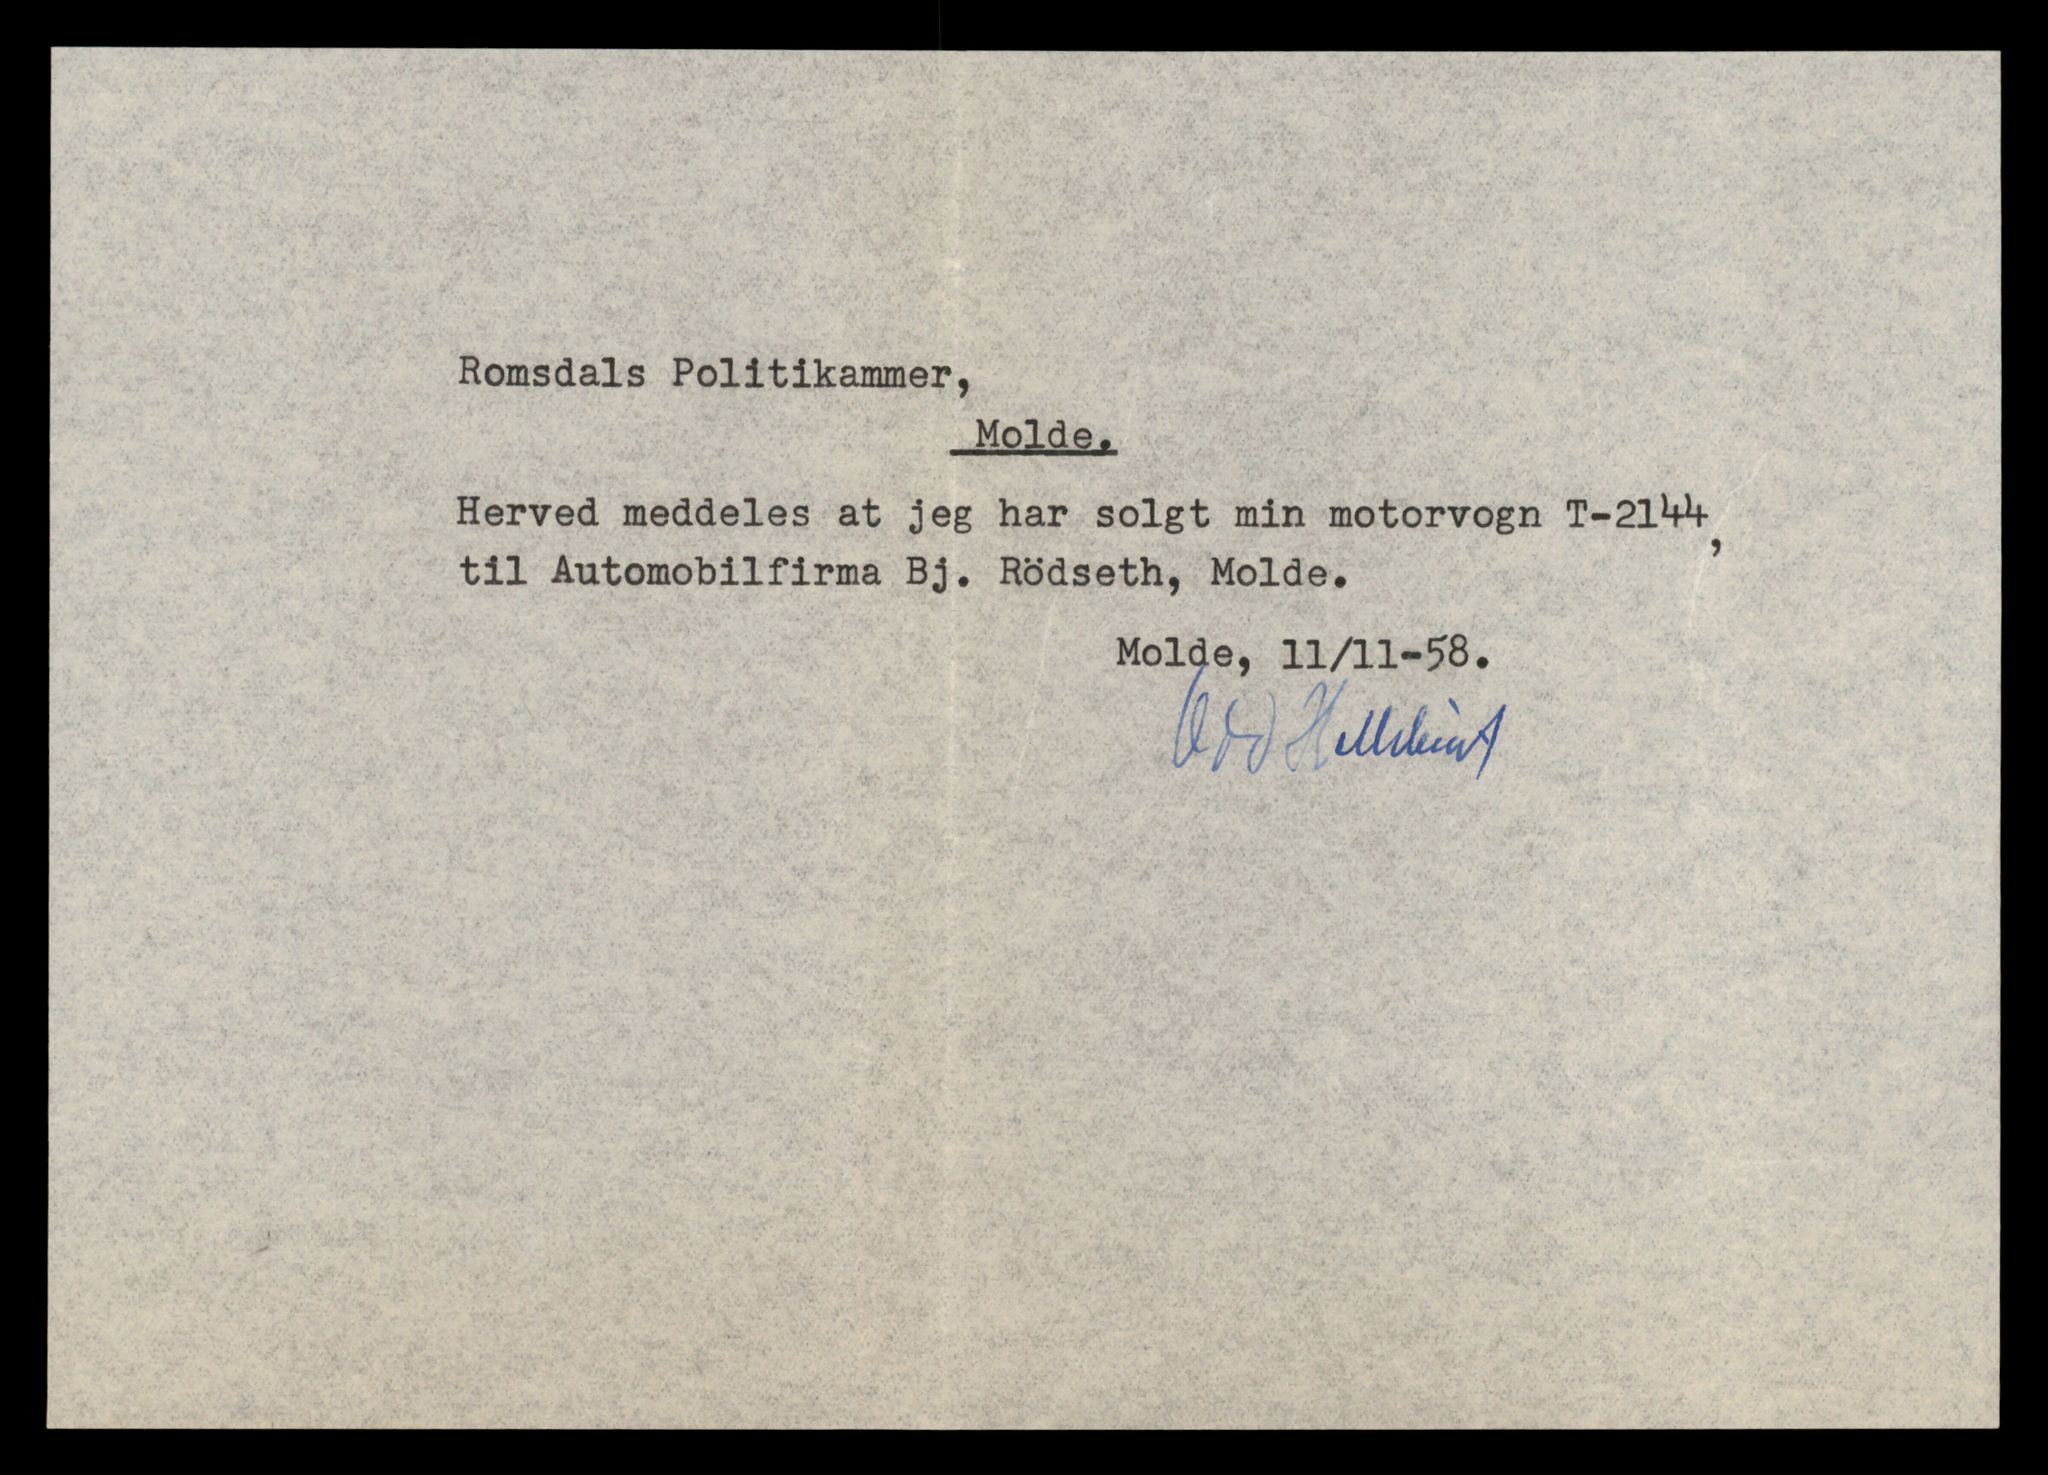 Romsdals Politikammer,
Molde.
Herved meddeles at jeg har solgt min motorvogn T-2144,
til Automobilfirma Bj. Rödseth, Molde.
Molde, 11/11-58.
Odd